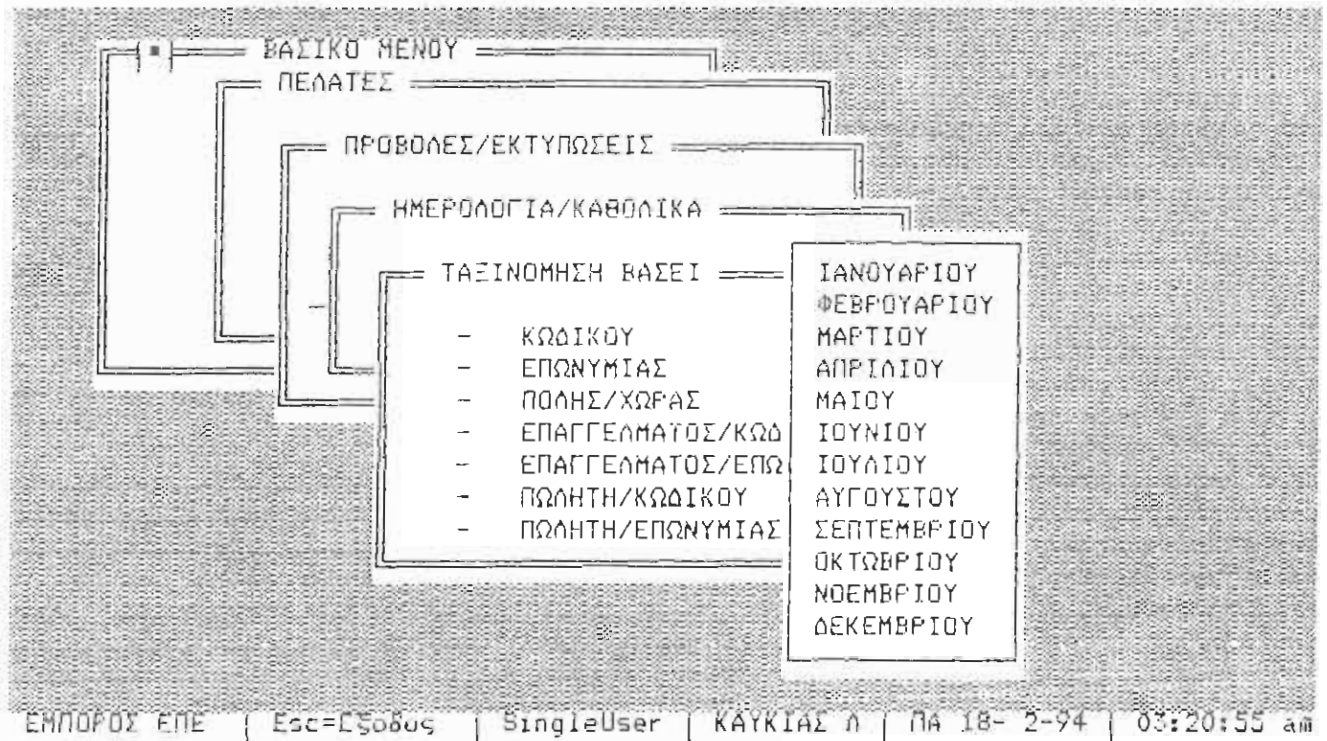 ΒΑΣΙΚΟ ΜΕΝΟΥ
ΠΕΛΑΤΕΣ
ΠΡΟΒΟΛΕΣ/ΕΚΤΥΠΩΣΕΙΣ
ΗΜΕΡΟΛΟΓΙΑ/ΚΑΘΟΛΙΚΑ
ΤΑΞΙΝΟΜΗΣΗ ΒΑΣΕΙ
- ΚΩΔΙΚΟΥ
- ΕΠΩΝΥΜΙΑΣ
- ΠΟΛΗΣ/ΧΩΡΑΣ
- ΕΠΑΓΓΕΛΜΑΤΟΣ/ΚΩΔ
- ΕΠΑΓΓΕΛΜΑΤΟΣ/ΕΠΩ
- ΠΩΛΗΤΗ/ΚΩΔΙΚΟΥ
- ΠΩΛΗΤΗ/ΕΠΩΝΥΜΙΑΣ
ΙΑΝΟΥΑΡΙΟΥ
ΦΕΒΡΟΥΑΡΙΟΥ
ΜΑΡΤΙΟΥ
ΑΠΡΙΛΙΟΥ
ΜΑΙΟΥ
ΙΟΥΝΙΟΥ
ΙΟΥΛΙΟΥ
ΑΥΓΟΥΣΤΟΥ
ΣΕΠΤΕΜΒΡΙΟΥ
ΟΚΤΩΒΡΙΟΥ
ΝΟΕΜΒΡΙΟΥ
ΔΕΚΕΜΒΡΙΟΥ
ΕΜΠΟΡΟΣ ΕΠΕ | Esc=Εξοδυς | SingleUser | ΚΑΥΚΙΑΣ Λ | ΠΑ 18- 2-94 | 03:20:55 am